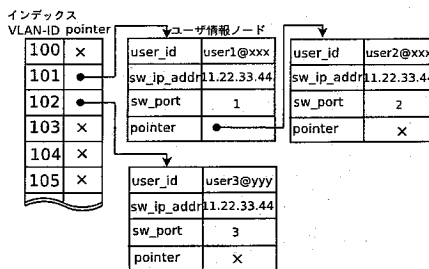 インデックス
VLAN-ID pointer
100 ×
101
102
103 ×
104 ×
105 ×
ユーザ情報ノード
user_id user1@xxx
sw_ip_addr 11.22.33.44
sw_port 1
pointer
user_id user2@xxx
sw_ip_addr 11.22.33.44
sw_port 2
pointer ×
user_id user3@yyy
sw_ip_addr 11.22.33.44
sw_port 3
pointer ×